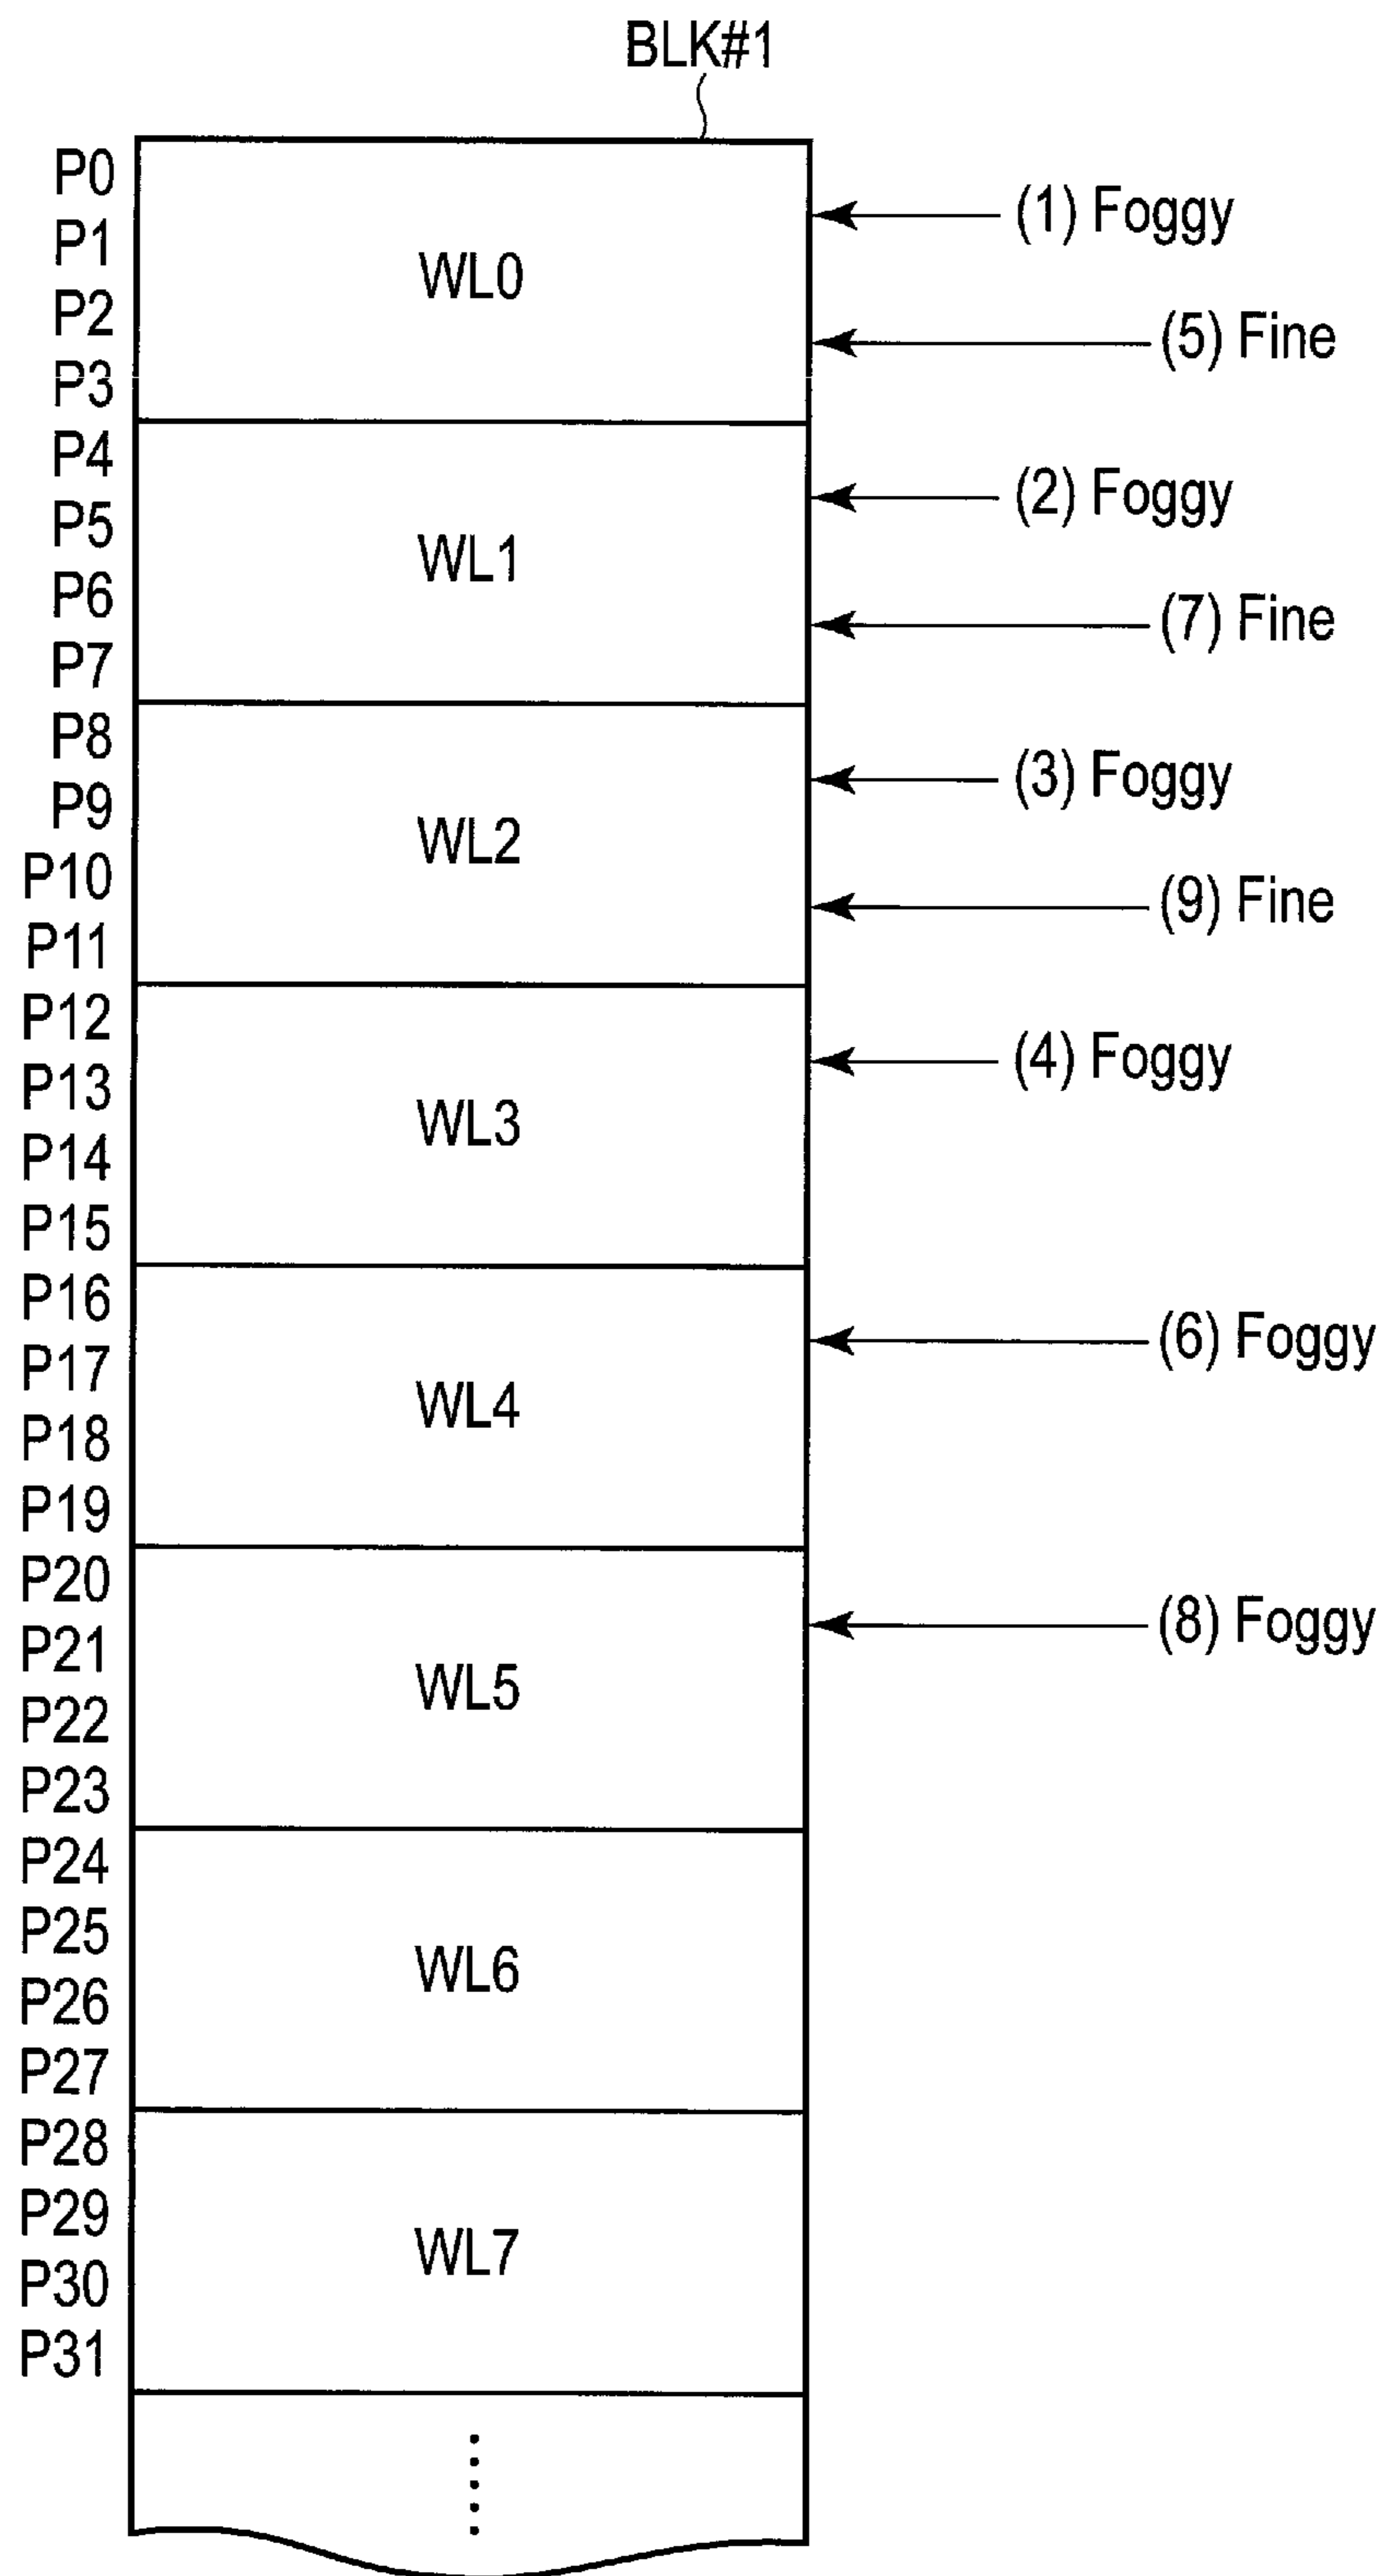 BLK#1
P0
(1) Foggy
P1
WL0
P2
(5) Fine
P3
P4
(2) Foggy
P5
WL1
P6
(7) Fine
P7
P8
(3) Foggy
P9
WL2
P10
(9) Fine
P11
P12
(4) Foggy
P13
WL3
P14
P15
P16
(6) Foggy
P17
WL4
P18
P19
P20
(8) Foggy
P21
WL5
P22
P23
P24
P25
WL6
P26
P27
P28
P29
WL7
P30
P31